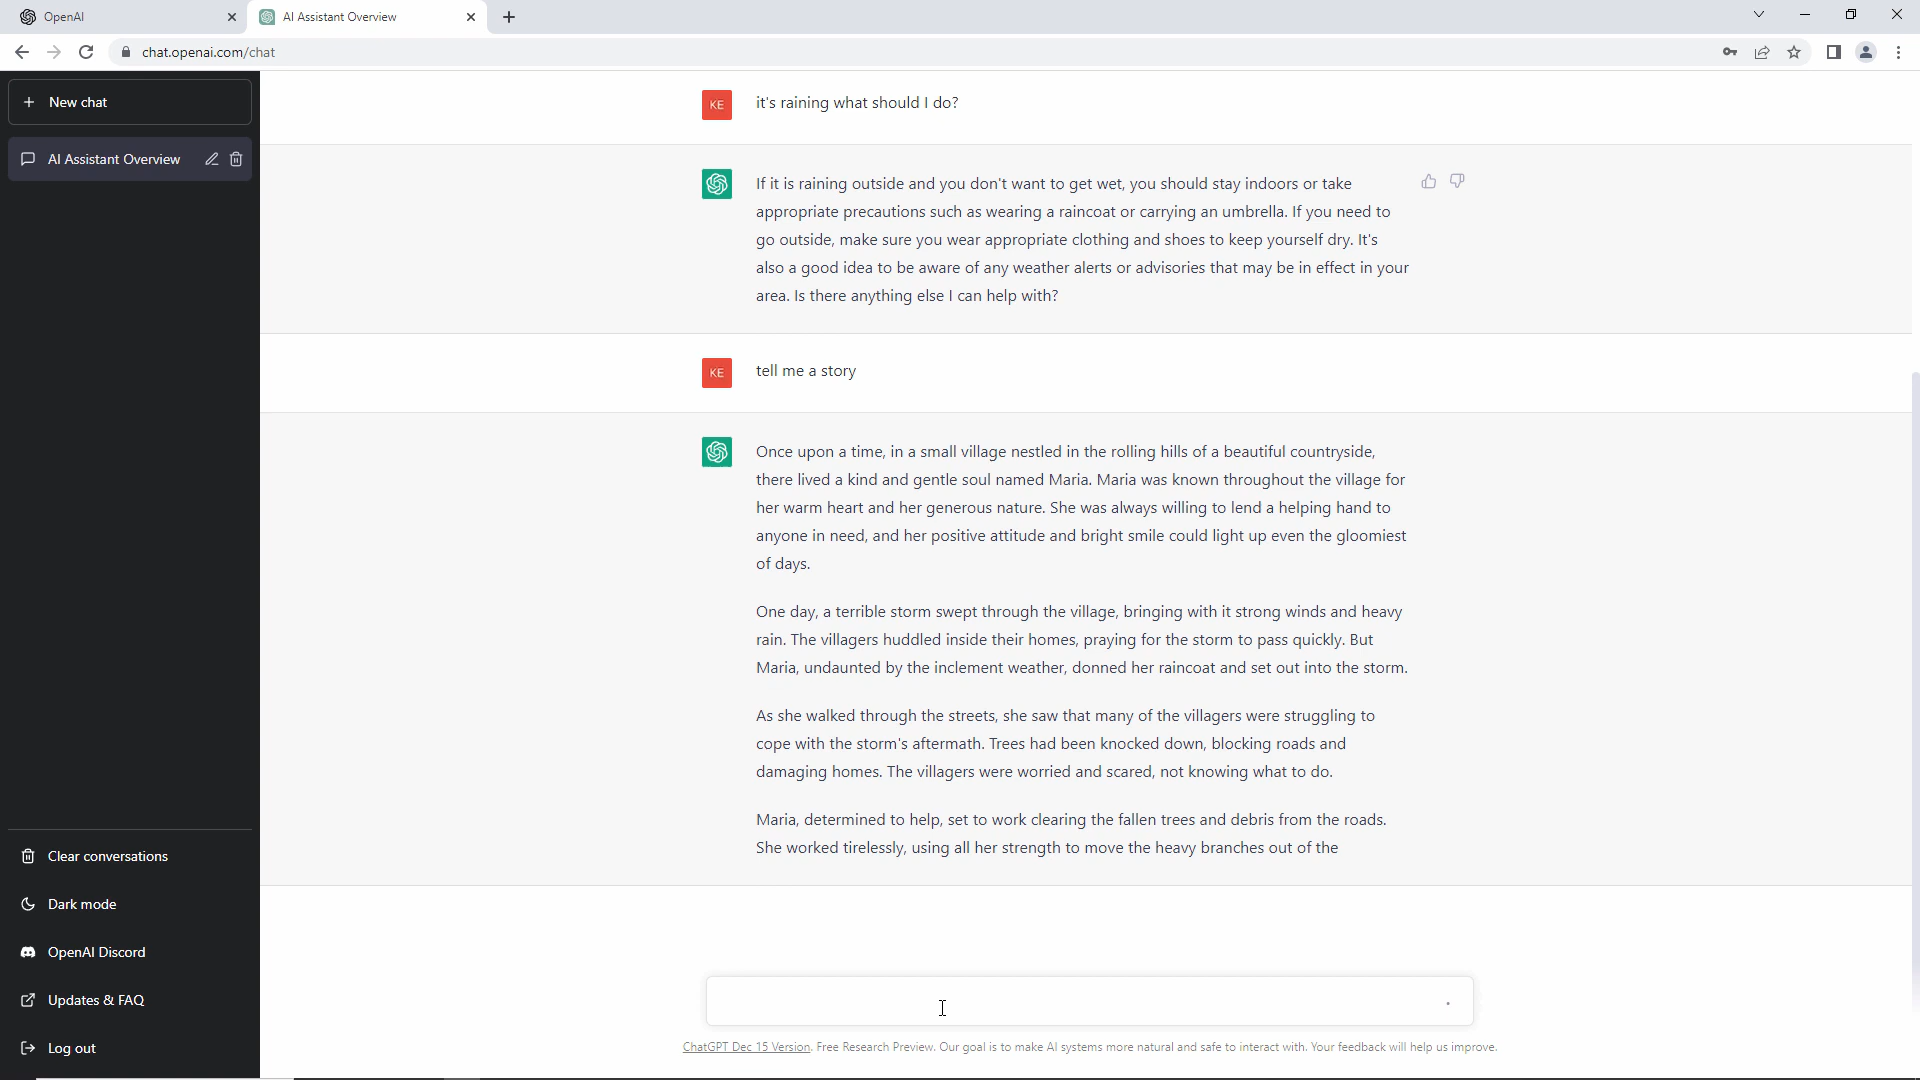 OpenAI
AI Assistant Overview
chat.openai.com/chat
New chat
AI Assistant Overview
KE
it's raining what should I do?
If it is raining outside and you don't want to get wet, you should stay indoors or take
appropriate precautions such as wearing a raincoat or carrying an umbrella. If you need to
go outside, make sure you wear appropriate clothing and shoes to keep yourself dry. It's
also a good idea to be aware of any weather alerts or advisories that may be in effect in your
area. Is there anything else I can help with?
KE
tell me a story
Once upon a time, in a small village nestled in the rolling hills of a beautiful countryside,
there lived a kind and gentle soul named Maria. Maria was known throughout the village for
her warm heart and her generous nature. She was always willing to lend a helping hand to
anyone in need, and her positive attitude and bright smile could light up even the gloomiest
of days.
One day, a terrible storm swept through the village, bringing with it strong winds and heavy
rain. The villagers huddled inside their homes, praying for the storm to pass quickly. But
Maria, undaunted by the inclement weather, donned her raincoat and set out into the storm.
As she walked through the streets, she saw that many of the villagers were struggling to
cope with the storm's aftermath. Trees had been knocked down, blocking roads and
damaging homes. The villagers were worried and scared, not knowing what to do.
Maria, determined to help, set to work clearing the fallen trees and debris from the roads.
She worked tirelessly, using all her strength to move the heavy branches out of the
Clear conversations
Dark mode
OpenAI Discord
Updates & FAQ
Log out
ChatGPT Dec 15 Version. Free Research Preview. Our goal is to make AI systems more natural and safe to interact with. Your feedback will help us improve.